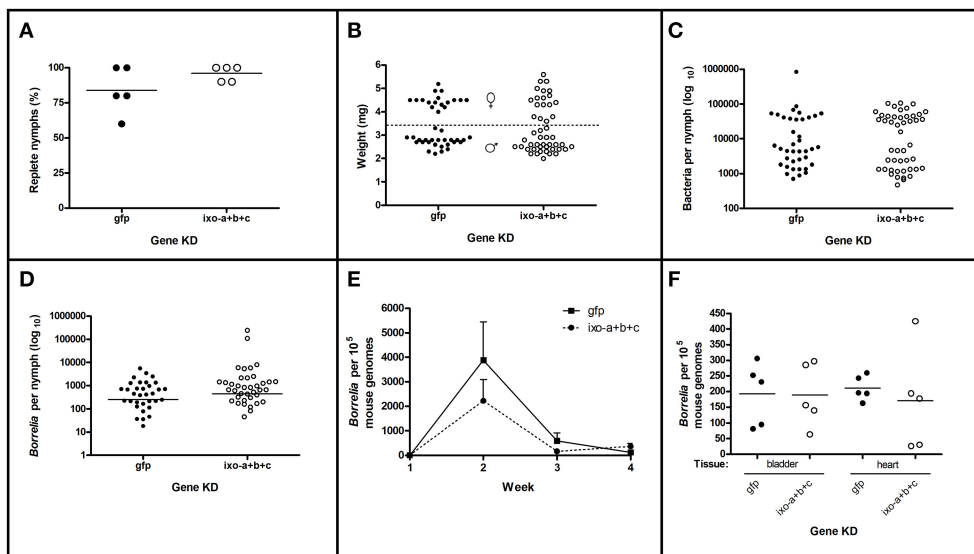 A
Replete nymphs (%)
100
75
50
25
0
gfp
ixo-a+b+c
Gene KD
B
Weight (mg)
6
5
4
3
2
1
0
gfp
ixo-a+b+c
Gene KD
C
Bacteria per nymph (log 10)
1000000
100000
10000
1000
100
gfp
ixo-a+b+c
Gene KD
D
Borrelia per nymph (log 10)
1000000
100000
10000
1000
100
10
1
gfp
ixo-a+b+c
Gene KD
E
Borrelia per 10^5
mouse genomes
6000
5000
4000
3000
2000
1000
0
1
2
3
4
Week
gfp
ixo-a+b+c
F
Borrelia per 10^5
mouse genomes
450
400
350
300
250
200
150
100
50
0
Tissue:
bladder
heart
gfp
ixo-a+b+c
gfp
ixo-a+b+c
Gene KD